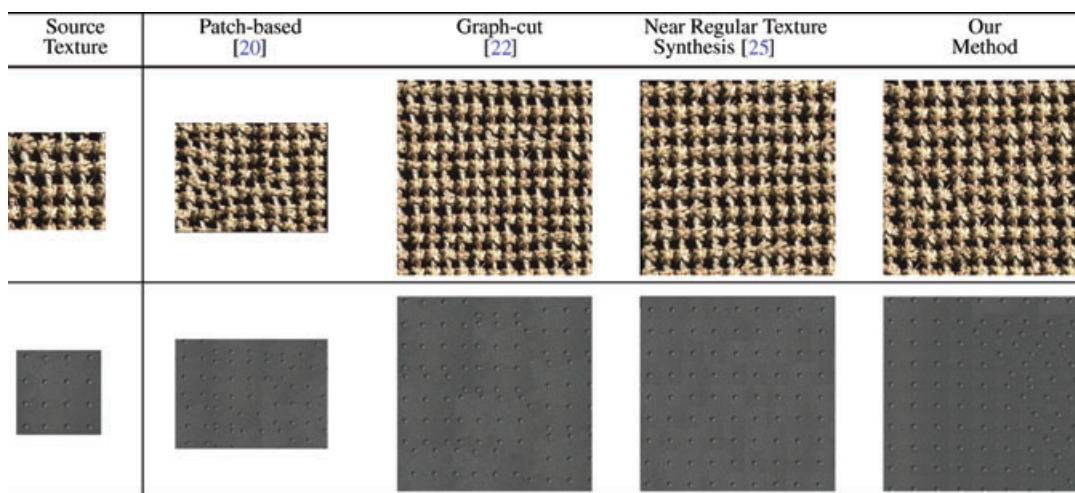 Source Texture
Patch-based [20]
Graph-cut [22]
Near Regular Texture Synthesis [25]
Our Method